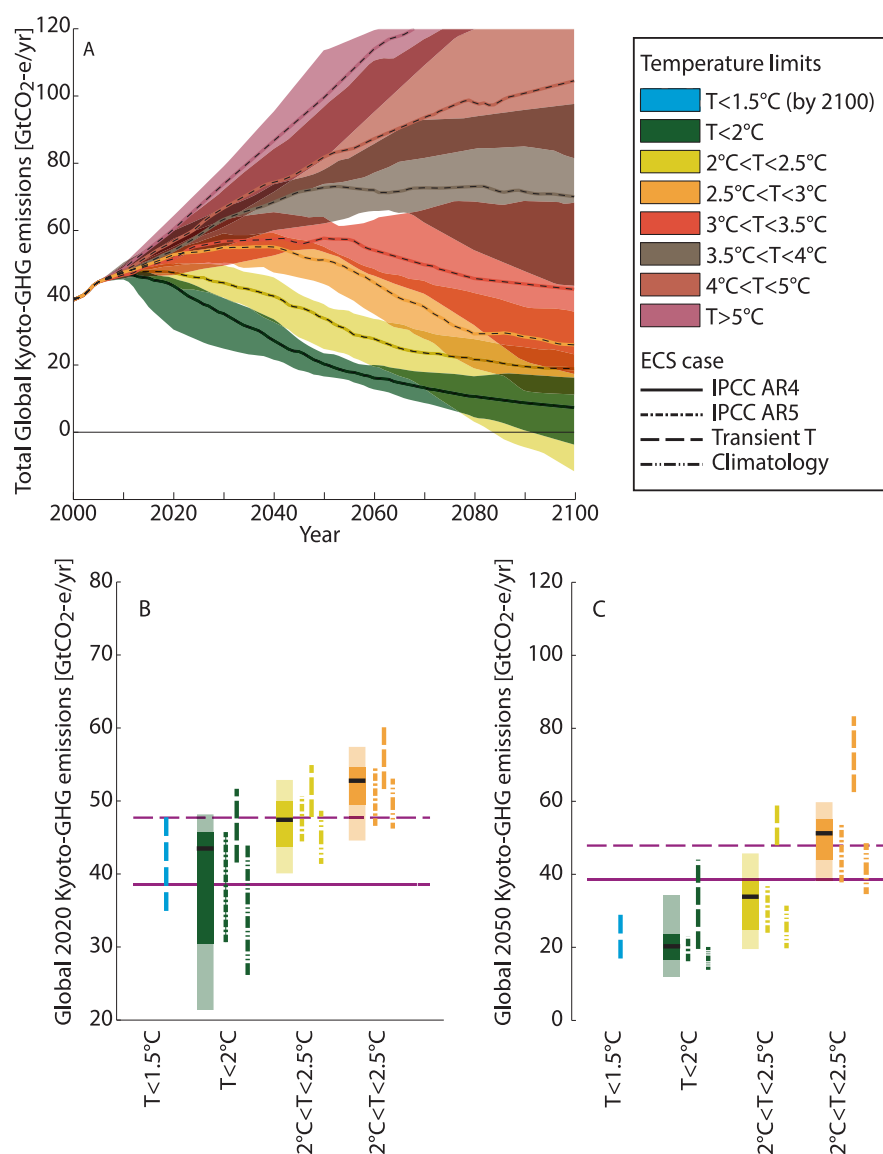 A
Total Global Kyoto-GHG emissions [GtCO₂-e/yr]
120
100
80
60
40
20
0
2000
2020
2040
2060
2080
2100
Year
Temperature limits
T<1.5°C (by 2100)
T<2°C
2°C<T<2.5°C
2.5°C<T<3°C
3°C<T<3.5°C
3.5°C<T<4°C
4°C<T<5°C
T>5°C
ECS case
IPCC AR4
IPCC AR5
Transient T
Climatology
B
Global 2020 Kyoto-GHG emissions [GtCO₂-e/yr]
80
70
60
50
40
30
20
T<1.5°C
T<2°C
2°C<T<2.5°C
2°C<T<2.5°C
C
Global 2050 Kyoto-GHG emissions [GtCO₂-e/yr]
120
100
80
60
40
20
0
T<1.5°C
T<2°C
2°C<T<2.5°C
2°C<T<2.5°C